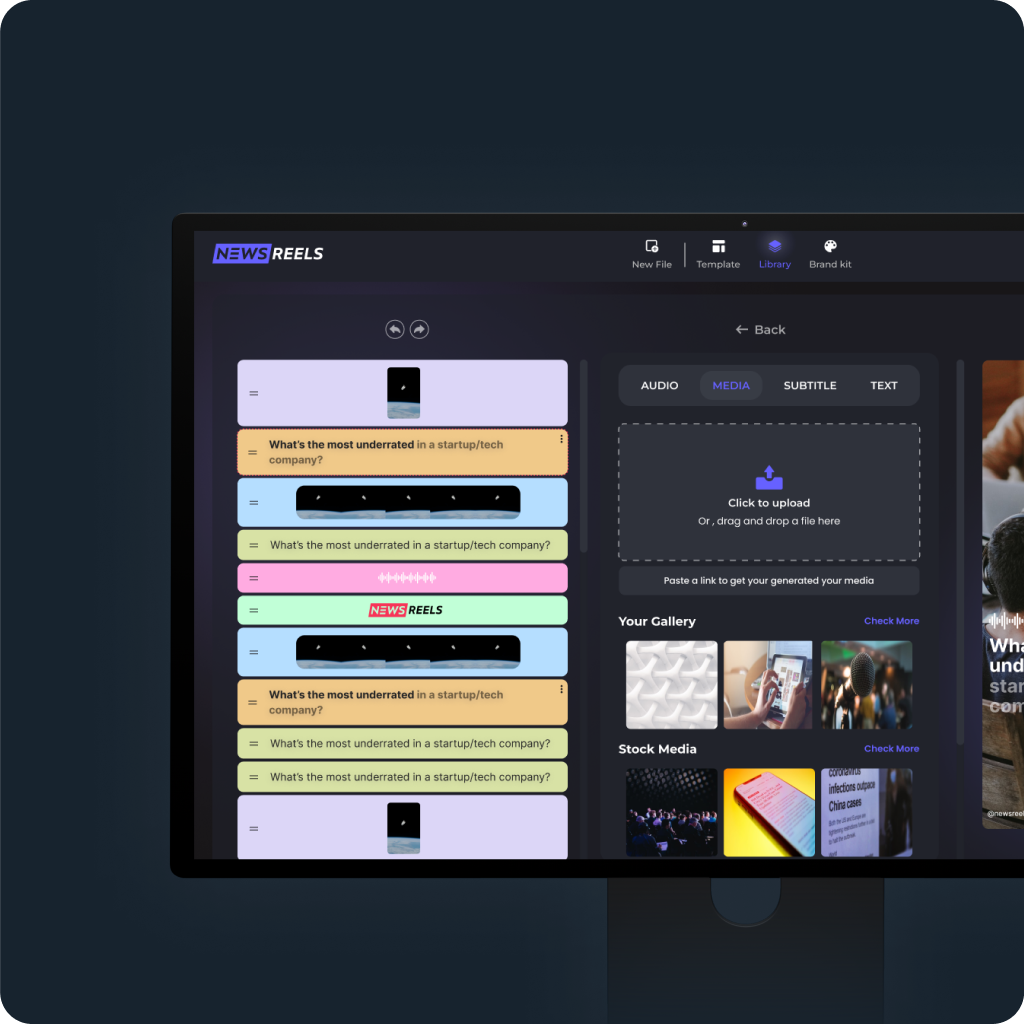 NEWS REELS
New File
Template
Library
Brand kit
Back
What's the most underrated in a startup/tech
company?
What's the most underrated in a startup/tech company?
NEWS REELS
What's the most underrated in a startup/tech
company?
What's the most underrated in a startup/tech company?
What's the most underrated in a startup/tech company?
AUDIO
MEDIA
SUBTITLE
TEXT
Click to upload
Or , drag and drop a file here
Paste a link to get your generated your media
Your Gallery
Check More
Stock Media
Check More
coronavirus
infections outpace
China cases
Wha
und
star
com
@newsreel